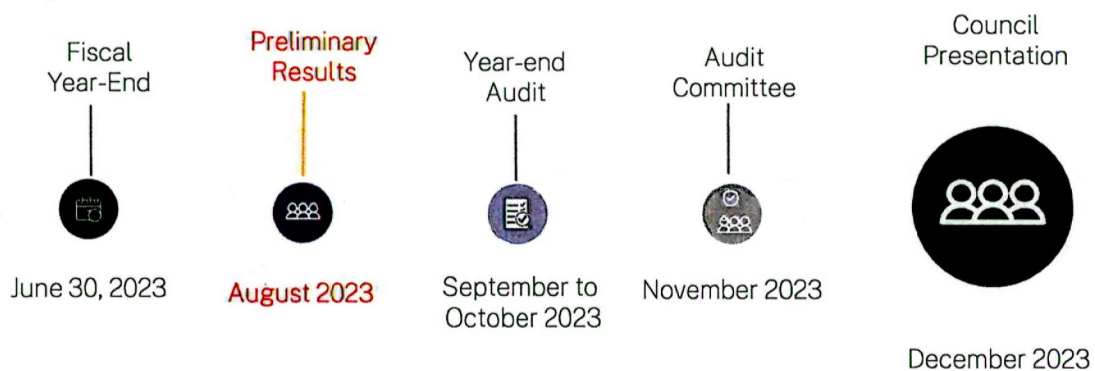 Fiscal
Year-End
June 30, 2023
Preliminary
Results
August 2023
Year-end
Audit
September to
October 2023
Audit
Committee
November 2023
Council
Presentation
December 2023